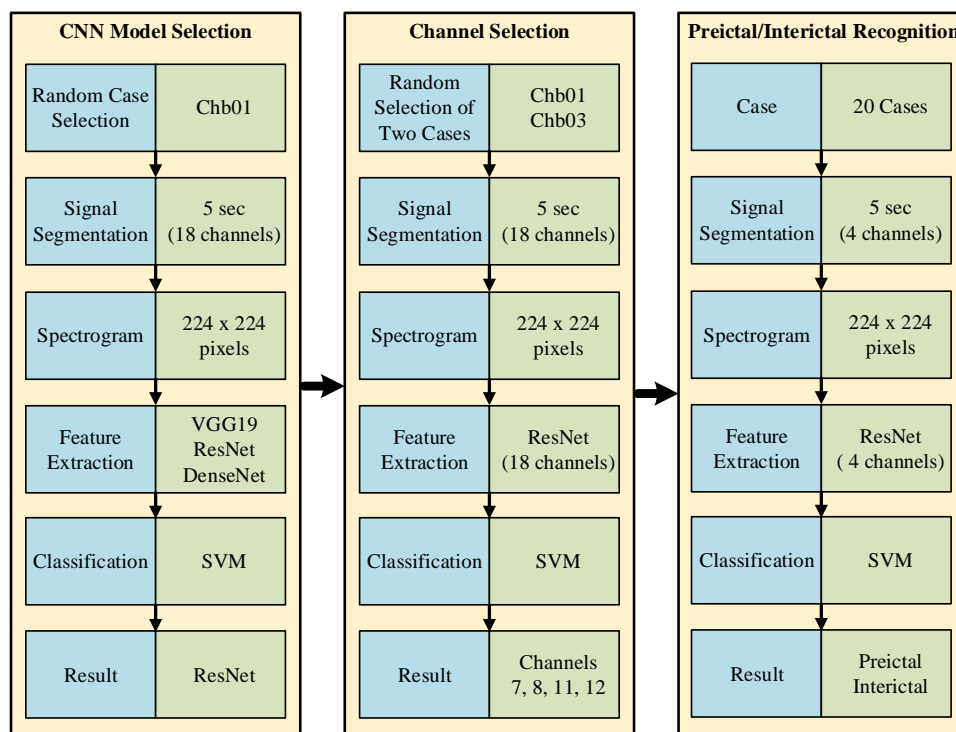 CNN Model Selection
Random Case
Selection
Chb01
Signal
Segmentation
5 sec
(18 channels)
Spectrogram
224 x 224
pixels
Feature
Extraction
VGG19
ResNet
DenseNet
Classification
SVM
Result
ResNet
Channel Selection
Random
Selection of
Two Cases
Chb01
Chb03
Signal
Segmentation
5 sec
(18 channels)
Spectrogram
224 x 224
pixels
Feature
Extraction
ResNet
(18 channels)
Classification
SVM
Result
Channels
7, 8, 11, 12
Preictal/Interictal Recognition
Case
20 Cases
Signal
Segmentation
5 sec
(4 channels)
Spectrogram
224 x 224
pixels
Feature
Extraction
ResNet
( 4 channels)
Classification
SVM
Result
Preictal
Interictal